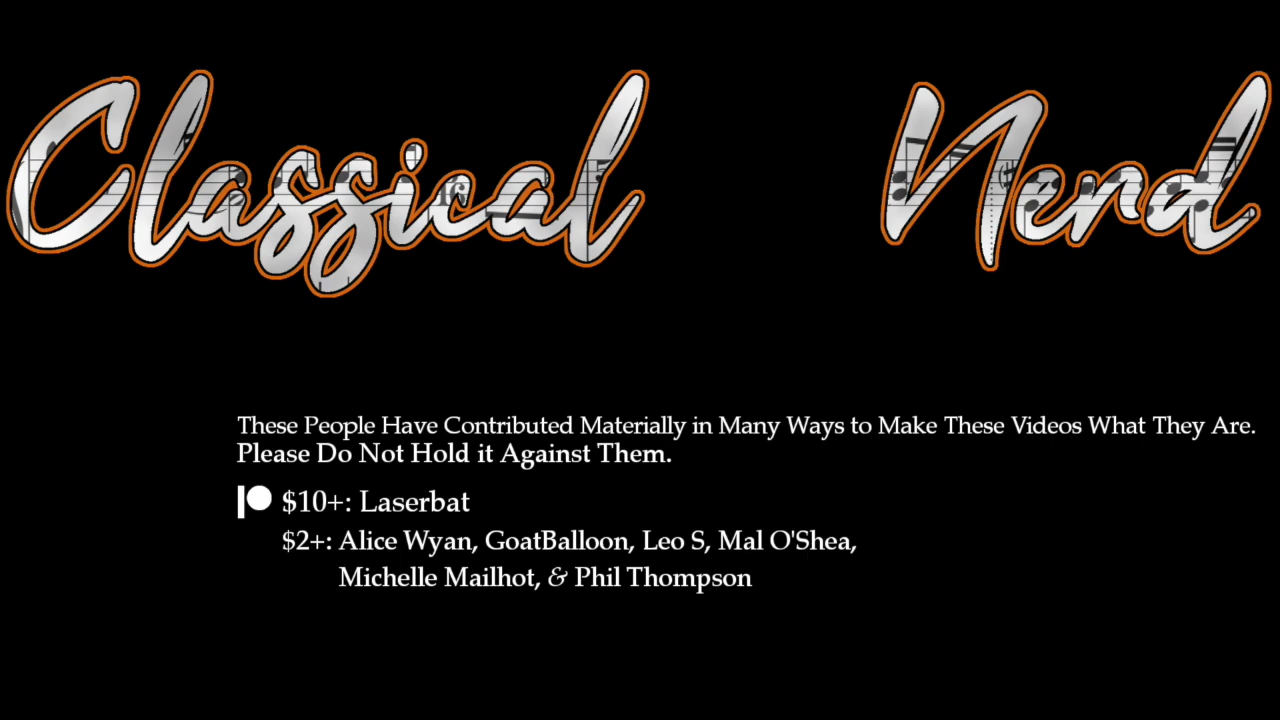 Classical Nerd
These People Have Contributed Materially in Many Ways to Make These Videos What They Are.
Please Do Not Hold it Against Them.
$10+: Laserbat
$2+: Alice Wyan, GoatBalloon, Leo S, Mal O'Shea,
Michelle Mailhot, & Phil Thompson